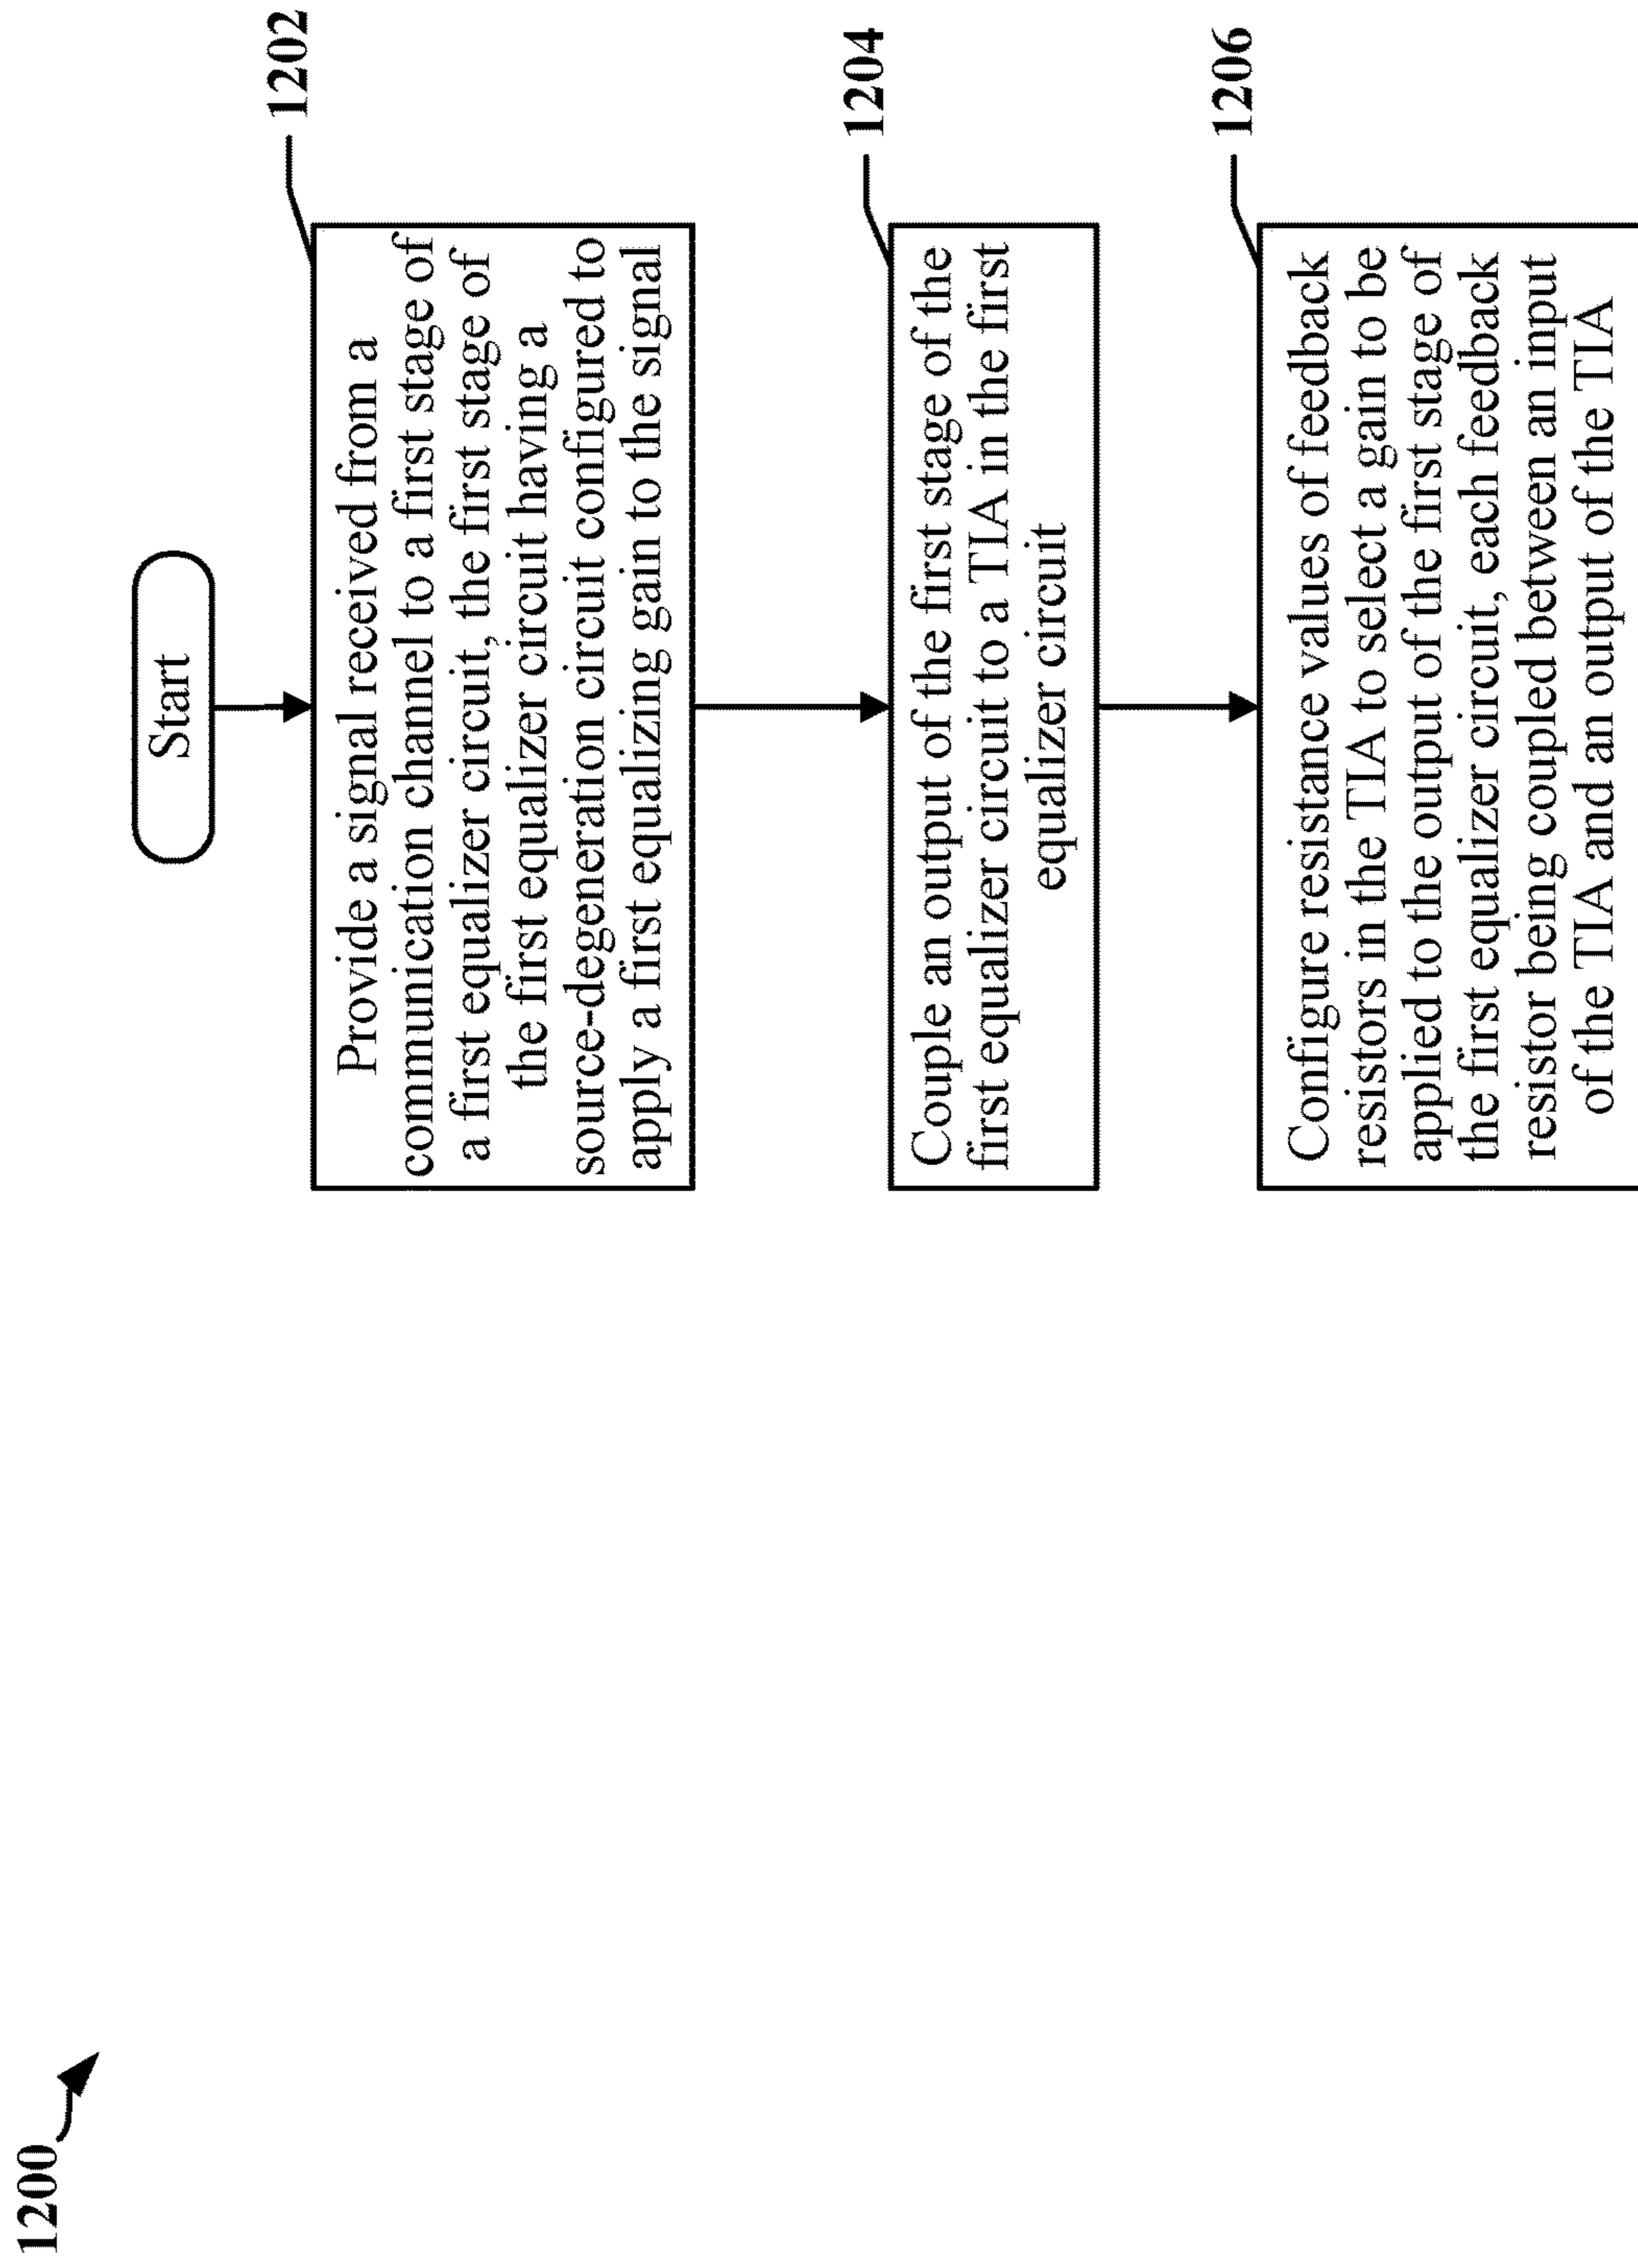 1200
Start
1202
Provide a signal received from a
communication channel to a first stage of
a first equalizer circuit, the first stage of
the first equalizer circuit having a
source-degeneration circuit configured to
apply a first equalizing gain to the signal
1204
Couple an output of the first stage of the
first equalizer circuit to a TIA in the first
equalizer circuit
1206
Configure resistance values of feedback
resistors in the TIA to select a gain to be
applied to the output of the first stage of
the first equalizer circuit, each feedback
resistor being coupled between an input
of the TIA and an output of the TIA